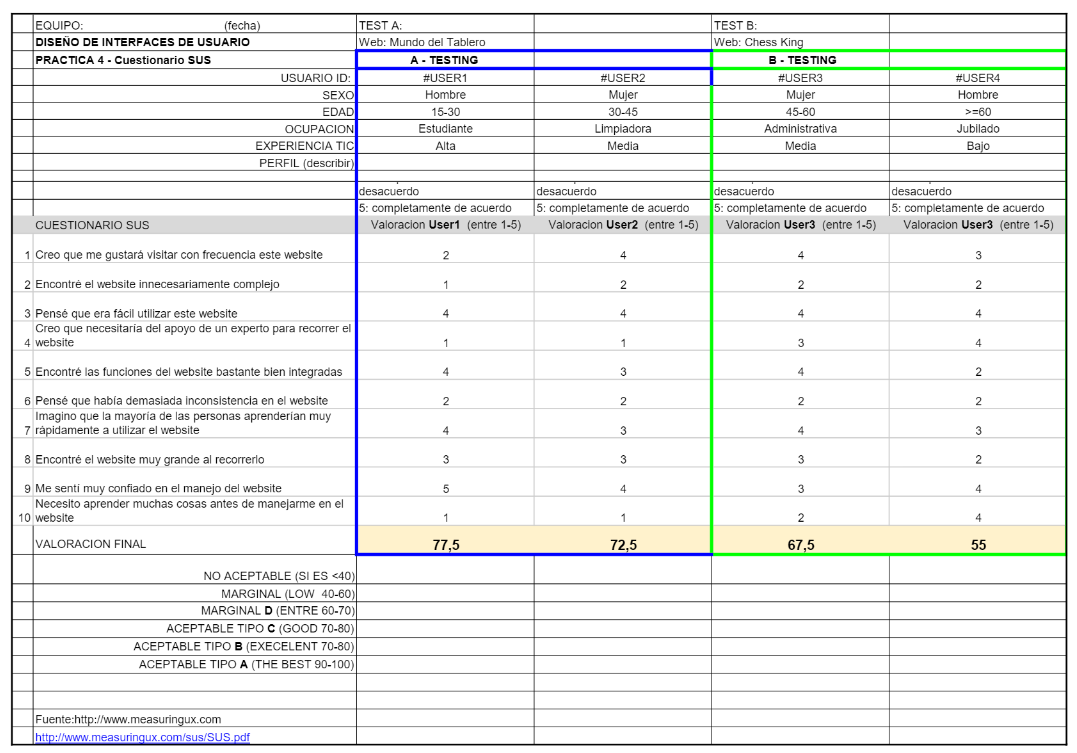 EQUIPO: (fecha) TEST A: TEST B:
DISEÑO DE INTERFACES DE USUARIO Web: Mundo del Tablero Web: Chess King
PRACTICA 4 - Cuestionario SUS A - TESTING B - TESTING
USUARIO ID: #USER1 #USER2 #USER3 #USER4
SEXO Hombre Mujer Mujer Hombre
EDAD 15-30 30-45 45-60 >=60
OCUPACION Estudiante Limpiadora Administrativa Jubilado
EXPERIENCIA TIC Alta Media Media Bajo
PERFIL (describir)
desacuerdo desacuerdo desacuerdo desacuerdo
5: completamente de acuerdo 5: completamente de acuerdo 5: completamente de acuerdo 5: completamente de acuerdo
CUESTIONARIO SUS Valoracion User1 (entre 1-5) Valoracion User2 (entre 1-5) Valoracion User3 (entre 1-5) Valoracion User3 (entre 1-5)
1 Creo que me gustará visitar con frecuencia este website 2 4 4 3
2 Encontré el website innecesariamente complejo 1 2 2 2
3 Pensé que era fácil utilizar este website 4 4 4 4
Creo que necesitaría del apoyo de un experto para recorrer el
4 website 1 1 3 4
5 Encontré las funciones del website bastante bien integradas 4 3 4 2
6 Pensé que había demasiada inconsistencia en el website 2 2 2 2
Imagino que la mayoría de las personas aprenderían muy
7 rápidamente a utilizar el website 4 3 4 3
8 Encontré el website muy grande al recorrerlo 3 3 3 2
9 Me sentí muy confiado en el manejo del website 5 4 3 4
Necesito aprender muchas cosas antes de manejarme en el
10 website 1 1 2 4
VALORACION FINAL 77,5 72,5 67,5 55
NO ACEPTABLE (SI ES <40)
MARGINAL (LOW 40-60)
MARGINAL D (ENTRE 60-70)
ACEPTABLE TIPO C (GOOD 70-80)
ACEPTABLE TIPO B (EXECELENT 70-80)
ACEPTABLE TIPO A (THE BEST 90-100)
Fuente:http://www.measuringux.com
http://www.measuringux.com/sus/SUS.pdf